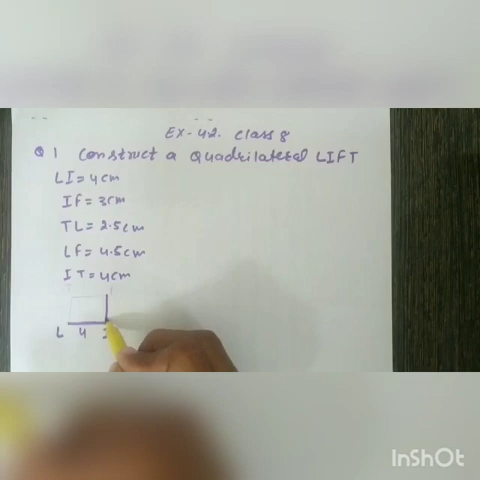 Ex-4.2. Class 8
Q 1 Construct a Quadrilateral LIFT
LI = 4cm
IF = 3cm
TL = 2.5cm
LF = 4.5cm
IT = 4cm
L 4
InShOt